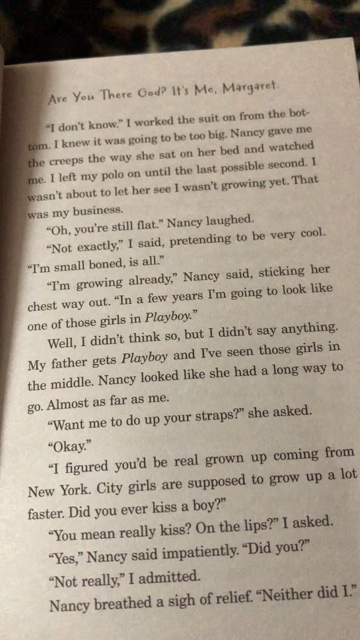 Are You There God? It's Me, Margaret.
"I don't know." I worked the suit on from the bot-
tom. I knew it was going to be too big. Nancy gave me
the creeps the way she sat on her bed and watched
me. I left my polo on until the last possible second. I
wasn't about to let her see I wasn't growing yet. That
was my business.
"Oh, you're still flat." Nancy laughed.
"Not exactly," I said, pretending to be very cool.
"I'm small boned, is all."
"I'm growing already," Nancy said, sticking her
chest way out. "In a few years I'm going to look like
one of those girls in Playboy."
Well, I didn't think so, but I didn't say anything.
My father gets Playboy and I've seen those girls in
the middle. Nancy looked like she had a long way to
go. Almost as far as me.
"Want me to do up your straps?" she asked.
"Okay."
"I figured you'd be real grown up coming from
New York. City girls are supposed to grow up a lot
faster. Did you ever kiss a boy?"
"You mean really kiss? On the lips?" I asked.
"Yes," Nancy said impatiently. "Did you?"
"Not really," I admitted.
Nancy breathed a sigh of relief. "Neither did I."